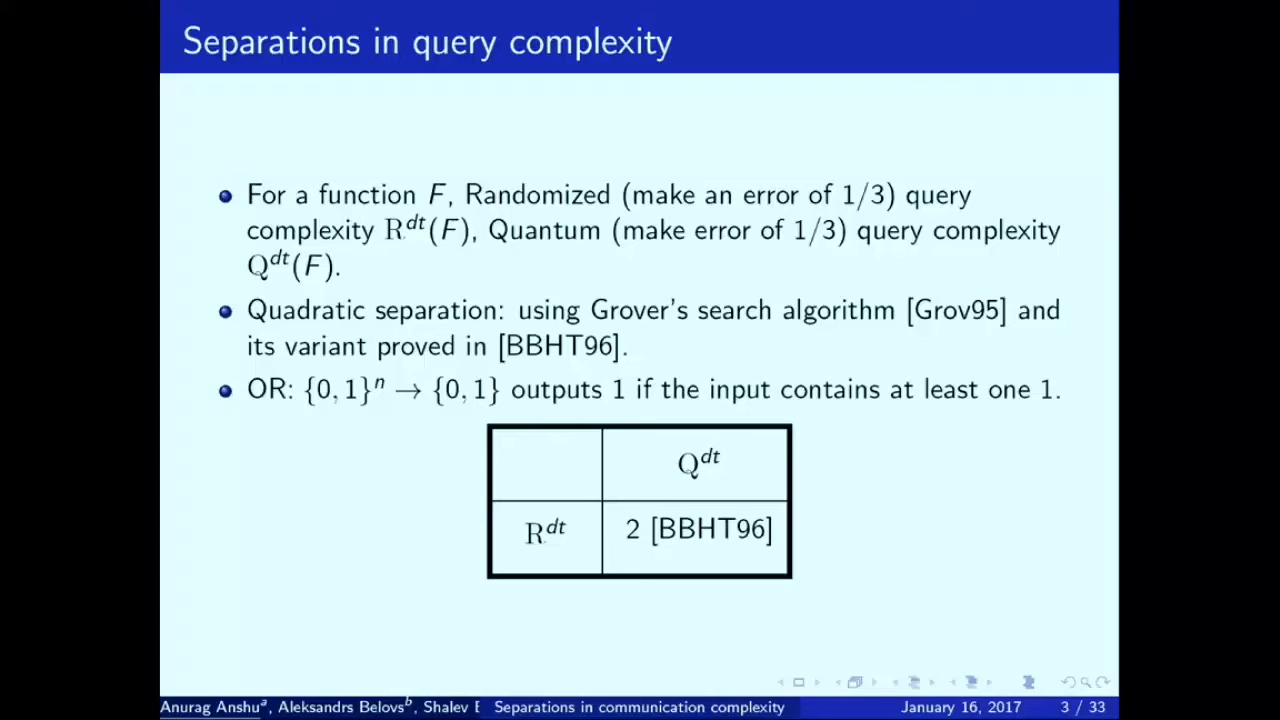 Separations in query complexity
For a function F, Randomized (make an error of 1/3) query
complexity R^dt(F), Quantum (make error of 1/3) query complexity
Q^dt(F).
Quadratic separation: using Grover's search algorithm [Grov95] and
its variant proved in [BBHT96].
OR: {0, 1}^n → {0, 1} outputs 1 if the input contains at least one 1.
Q^dt
R^dt 2 [BBHT96]
Anurag Anshu^a, Aleksandrs Belovs^b, Shalev Separations in communication complexity January 16, 2017 3 / 33